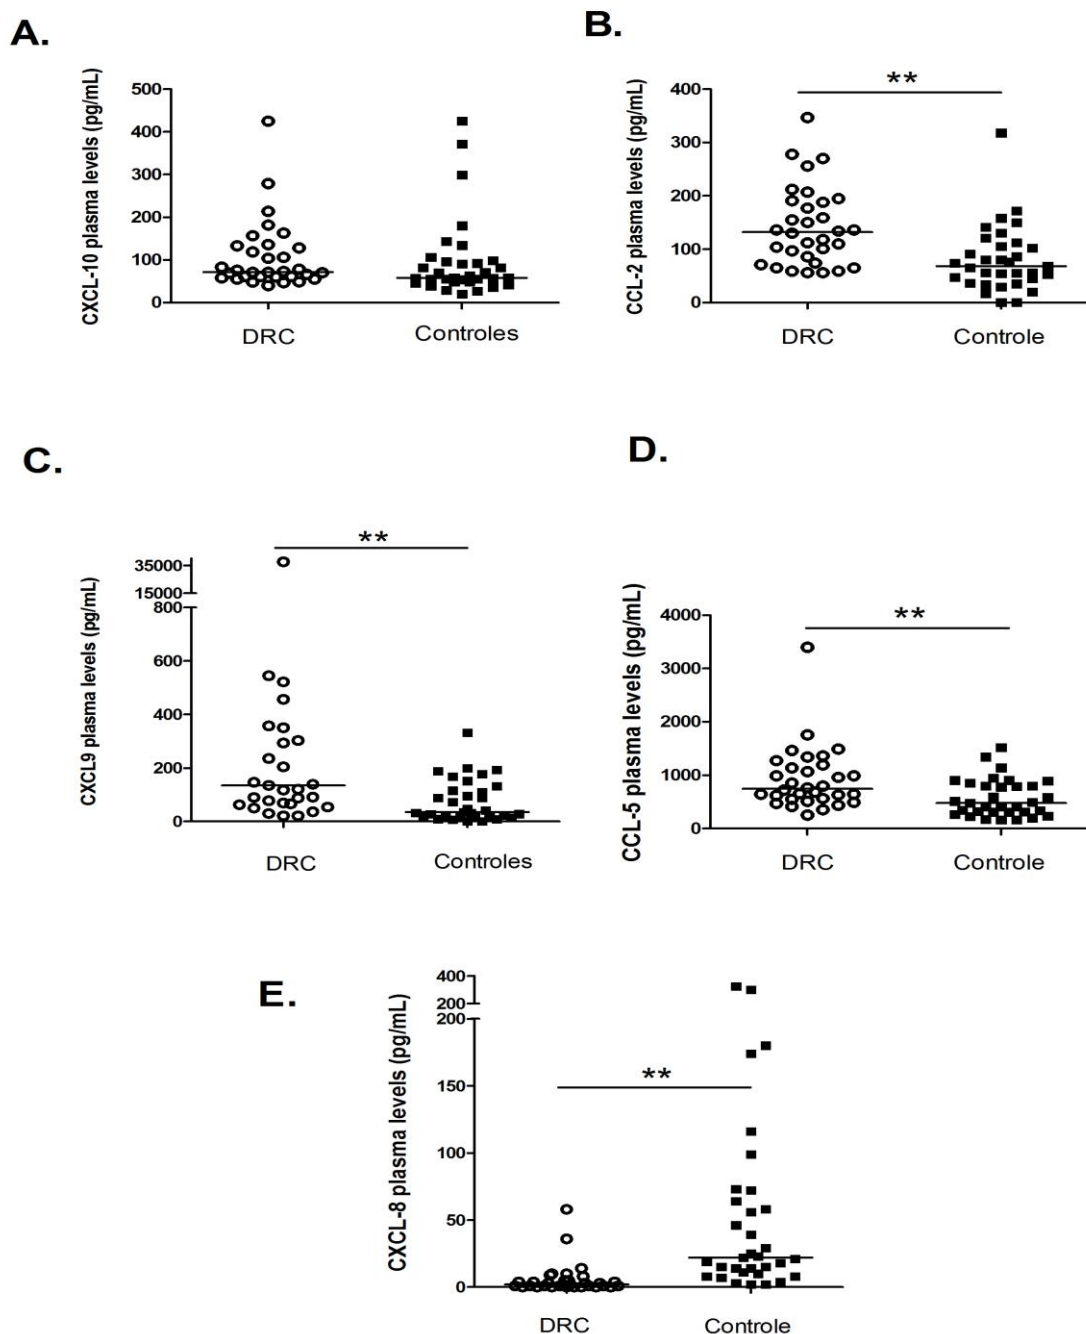 A.
CXCL-10 plasma levels (pg/mL)
500
400
300
200
100
0
DRC
Controles
B.
**
CCL-2 plasma levels (pg/mL)
400
300
200
100
0
DRC
Controle
C.
**
CXCL9 plasma levels (pg/mL)
35000
15000
800
600
400
200
0
DRC
Controles
D.
**
CCL-5 plasma levels (pg/mL)
4000
3000
2000
1000
0
DRC
Controle
E.
**
CXCL-8 plasma levels (pg/mL)
400
200
200
150
100
50
0
DRC
Controle